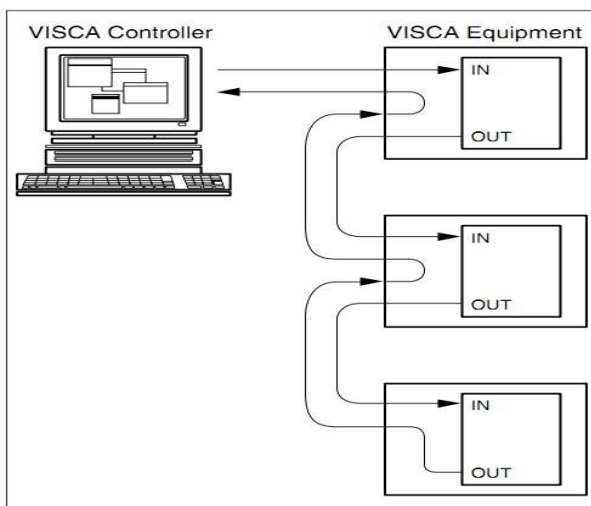 VISCA Controller
VISCA Equipment
IN
OUT
IN
OUT
IN
OUT